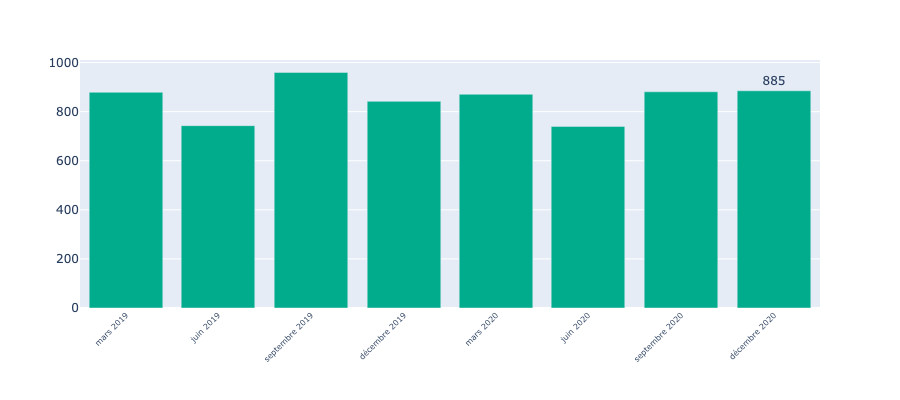 1000
800
600
400
200
0
885
mars 2019
juin 2019
septembre 2019
décembre 2019
mars 2020
juin 2020
septembre 2020
décembre 2020